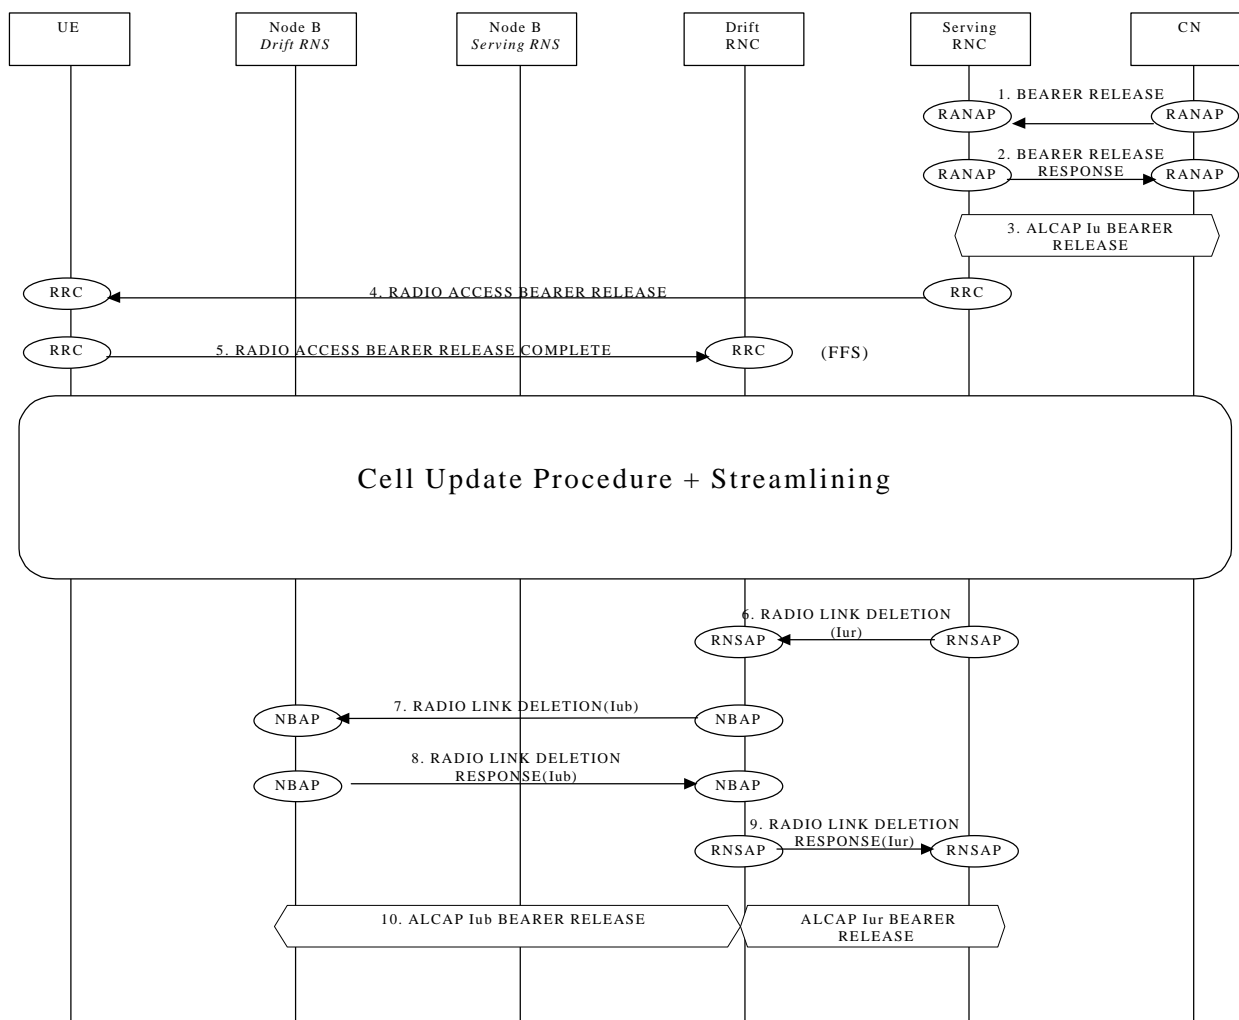 UE
Node B
Drift RNS
Node B
Serving RNS
Drift
RNC
Serving
RNC
CN
1. BEARER RELEASE
RANAP
RANAP
2. BEARER RELEASE
RESPONSE
RANAP
RANAP
3. ALCAP Iu BEARER
RELEASE
RRC
4. RADIO ACCESS BEARER RELEASE
RRC
RRC
5. RADIO ACCESS BEARER RELEASE COMPLETE
RRC
(FFS)
Cell Update Procedure + Streamlining
6. RADIO LINK DELETION
(Iur)
RNSAP
RNSAP
7. RADIO LINK DELETION(Iub)
NBAP
NBAP
8. RADIO LINK DELETION
RESPONSE(Iub)
NBAP
NBAP
9. RADIO LINK DELETION
RESPONSE(Iur)
RNSAP
RNSAP
10. ALCAP Iub BEARER RELEASE
ALCAP Iur BEARER
RELEASE